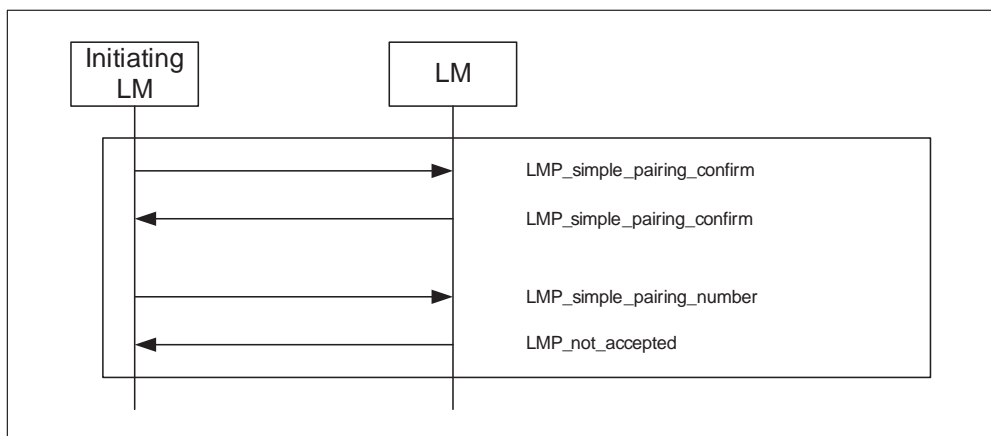 Initiating
LM
LM
LMP_simple_pairing_confirm
LMP_simple_pairing_confirm
LMP_simple_pairing_number
LMP_not_accepted